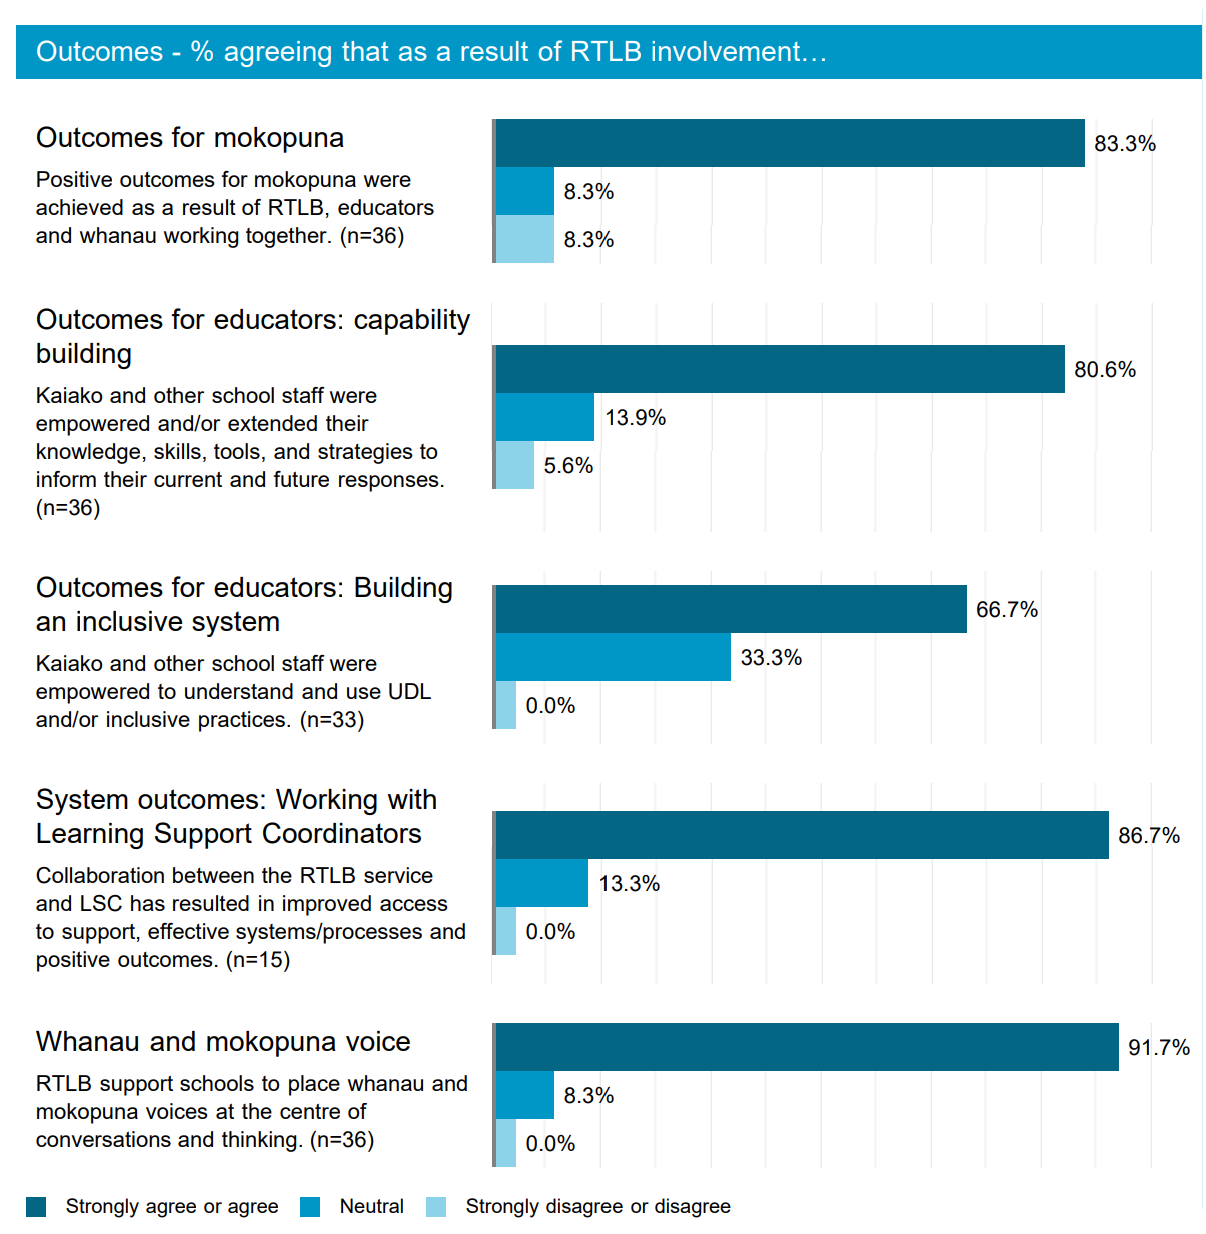 Outcomes - % agreeing that as a result of RTLB involvement…
Outcomes for mokopuna
Positive outcomes for mokopuna were
achieved as a result of RTLB, educators
and whanau working together. (n=36)
83.3%
8.3%
8.3%
Outcomes for educators: capability
building
Kaiako and other school staff were
empowered and/or extended their
knowledge, skills, tools, and strategies to
inform their current and future responses.
(n=36)
80.6%
13.9%
5.6%
Outcomes for educators: Building
an inclusive system
Kaiako and other school staff were
empowered to understand and use UDL
and/or inclusive practices. (n=33)
66.7%
33.3%
0.0%
System outcomes: Working with
Learning Support Coordinators
Collaboration between the RTLB service
and LSC has resulted in improved access
to support, effective systems/processes and
positive outcomes. (n=15)
86.7%
13.3%
0.0%
Whanau and mokopuna voice
RTLB support schools to place whanau and
mokopuna voices at the centre of
conversations and thinking. (n=36)
91.7%
8.3%
0.0%
Strongly agree or agree
Neutral
Strongly disagree or disagree